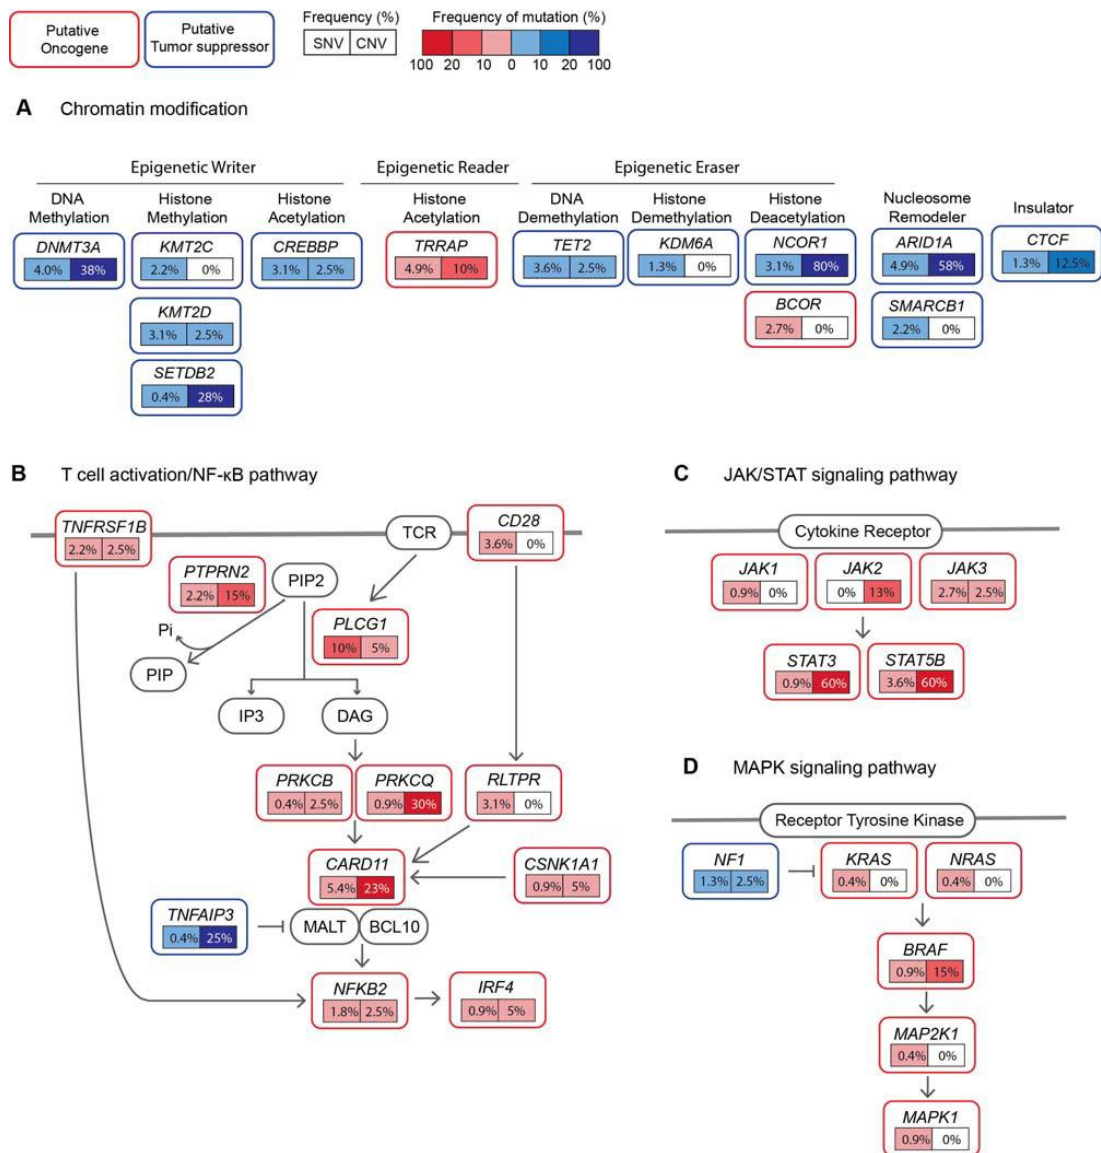 Putative
Oncogene
Putative
Tumor suppressor
Frequency (%)
SNV CNV
Frequency of mutation (%)
100 20 10 0 10 20 100
A Chromatin modification
Epigenetic Writer Epigenetic Reader Epigenetic Eraser
DNA
Methylation
Histone
Methylation
Histone
Acetylation
Histone
Acetylation
DNA
Demethylation
Histone
Demethylation
Histone
Deacetylation
Nucleosome
Remodeler
Insulator
DNMT3A
4.0% 38%
KMT2C
2.2% 0%
CREBBP
3.1% 2.5%
TRRAP
4.9% 10%
TET2
3.6% 2.5%
KDM6A
1.3% 0%
NCOR1
3.1% 80%
ARID1A
4.9% 58%
CTCF
1.3% 12.5%
KMT2D
3.1% 2.5%
BCOR
2.7% 0%
SMARCB1
2.2% 0%
SETDB2
0.4% 28%
B T cell activation/NF-κB pathway
TNFRSF1B
2.2% 2.5%
TCR
CD28
3.6% 0%
PTPRN2
2.2% 15%
PIP2
PLCG1
10% 5%
Pi
PIP
IP3
DAG
PRKCB
0.4% 2.5%
PRKCQ
0.9% 30%
RLTPR
3.1% 0%
CARD11
5.4% 23%
CSNK1A1
0.9% 5%
TNFAIP3
0.4% 25%
MALT
BCL10
NFKB2
1.8% 2.5%
IRF4
0.9% 5%
C JAK/STAT signaling pathway
Cytokine Receptor
JAK1
0.9% 0%
JAK2
0% 13%
JAK3
2.7% 2.5%
STAT3
0.9% 60%
STAT5B
3.6% 60%
D MAPK signaling pathway
Receptor Tyrosine Kinase
NF1
1.3% 2.5%
KRAS
0.4% 0%
NRAS
0.4% 0%
BRAF
0.9% 15%
MAP2K1
0.4% 0%
MAPK1
0.9% 0%